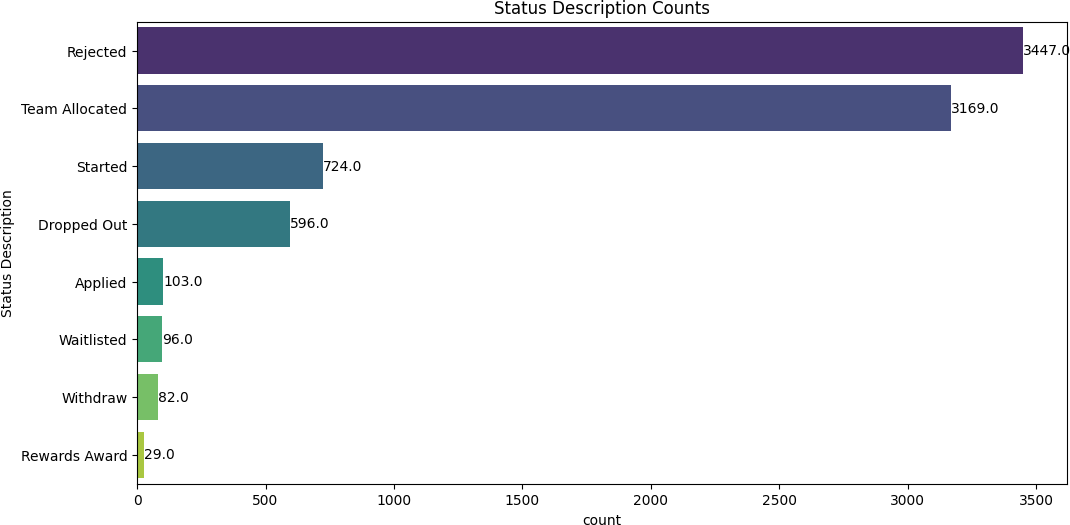 Status Description Counts
Status Description
Rejected 3447.0
Team Allocated 3169.0
Started 724.0
Dropped Out 596.0
Applied 103.0
Waitlisted 96.0
Withdraw 82.0
Rewards Award 29.0
0 500 1000 1500 2000 2500 3000 3500
count